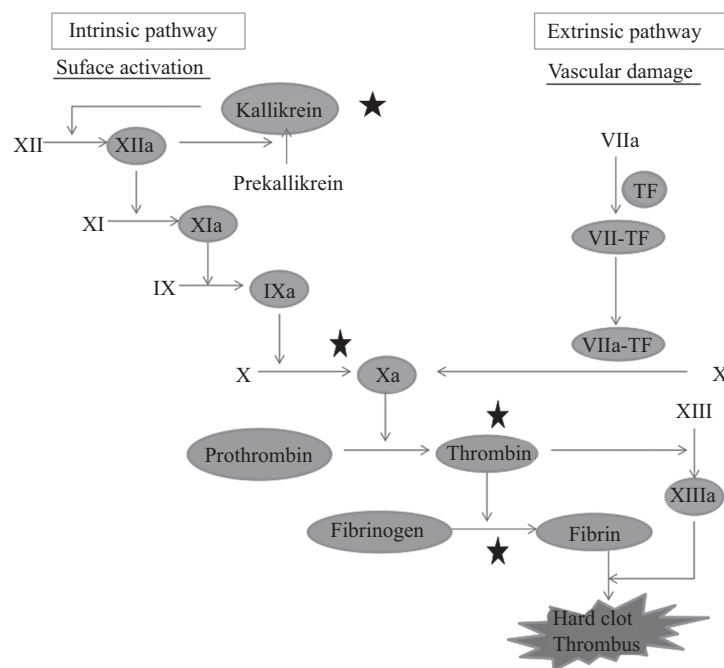 Intrinsic pathway
Extrinsic pathway
Suface activation
Vascular damage
Kallikrein
XII
XIIa
VIIa
Prekallikrein
TF
XI
XIa
VII-TF
IX
IXa
VIIa-TF
X
Xa
X
XIII
Prothrombin
Thrombin
XIIIa
Fibrinogen
Fibrin
Hard clot
Thrombus